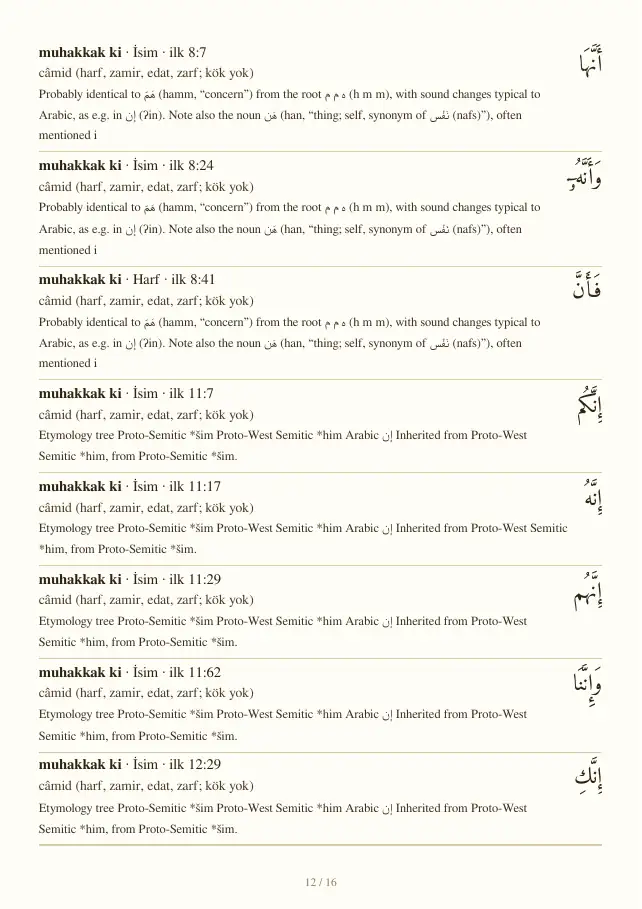 muhakkak ki · İsim · ilk 8:7
أَنَّهَا
câmid (harf, zamir, edat, zarf; kök yok)
Probably identical to هَمّ (hamm, “concern”) from the root ه م م (h m m), with sound changes typical to
Arabic, as e.g. in إن (ʔin). Note also the noun هَن (han, “thing; self, synonym of نَفْس (nafs)”), often
mentioned i
muhakkak ki · İsim · ilk 8:24
وَأَنَّهُۥٓ
câmid (harf, zamir, edat, zarf; kök yok)
Probably identical to هَمّ (hamm, “concern”) from the root ه م م (h m m), with sound changes typical to
Arabic, as e.g. in إن (ʔin). Note also the noun هَن (han, “thing; self, synonym of نَفْس (nafs)”), often
mentioned i
muhakkak ki · Harf · ilk 8:41
فَأَنَّ
câmid (harf, zamir, edat, zarf; kök yok)
Probably identical to هَمّ (hamm, “concern”) from the root ه م م (h m m), with sound changes typical to
Arabic, as e.g. in إن (ʔin). Note also the noun هَن (han, “thing; self, synonym of نَفْس (nafs)”), often
mentioned i
muhakkak ki · İsim · ilk 11:7
إِنَّكُم
câmid (harf, zamir, edat, zarf; kök yok)
Etymology tree Proto-Semitic *šim Proto-West Semitic *him Arabic إن Inherited from Proto-West
Semitic *him, from Proto-Semitic *šim.
muhakkak ki · İsim · ilk 11:17
إِنَّهُ
câmid (harf, zamir, edat, zarf; kök yok)
Etymology tree Proto-Semitic *šim Proto-West Semitic *him Arabic إن Inherited from Proto-West Semitic
*him, from Proto-Semitic *šim.
muhakkak ki · İsim · ilk 11:29
إِنَّهُم
câmid (harf, zamir, edat, zarf; kök yok)
Etymology tree Proto-Semitic *šim Proto-West Semitic *him Arabic إن Inherited from Proto-West
Semitic *him, from Proto-Semitic *šim.
muhakkak ki · İsim · ilk 11:62
وَإِنَّنَا
câmid (harf, zamir, edat, zarf; kök yok)
Etymology tree Proto-Semitic *šim Proto-West Semitic *him Arabic إن Inherited from Proto-West
Semitic *him, from Proto-Semitic *šim.
muhakkak ki · İsim · ilk 12:29
إِنَّكِ
câmid (harf, zamir, edat, zarf; kök yok)
Etymology tree Proto-Semitic *šim Proto-West Semitic *him Arabic إن Inherited from Proto-West
Semitic *him, from Proto-Semitic *šim.
12 / 16